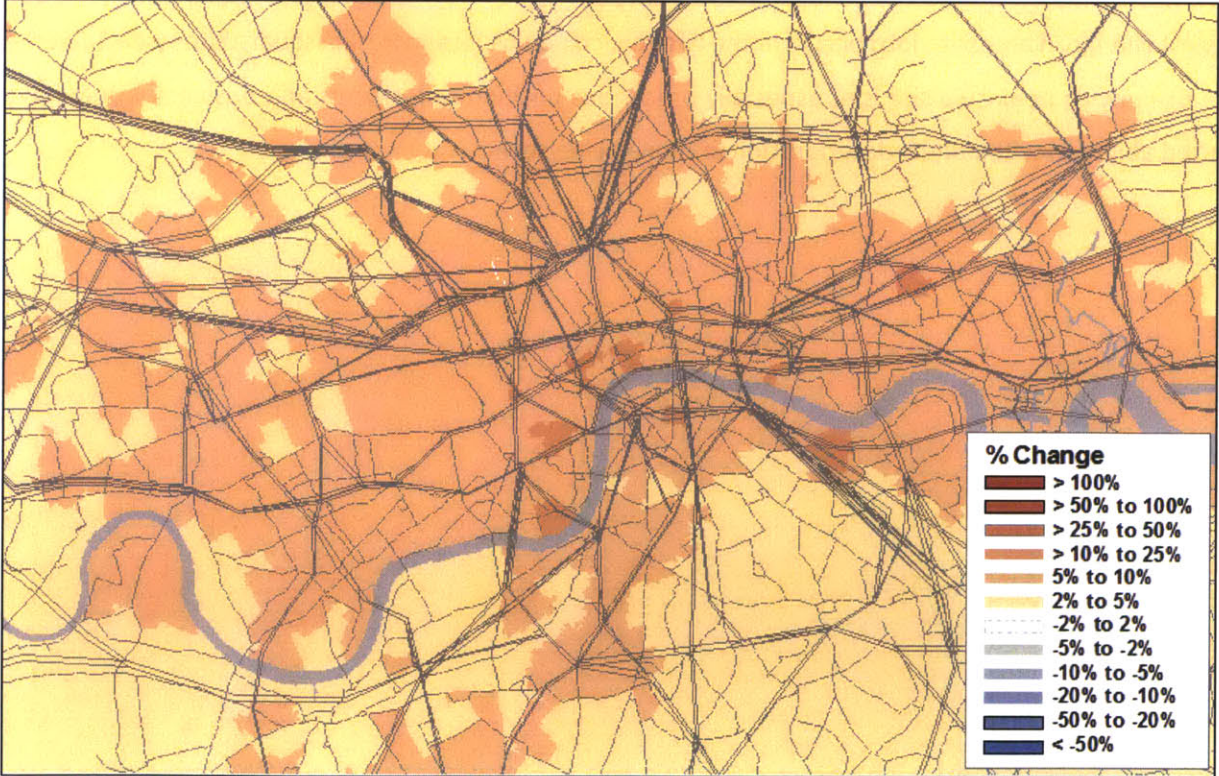 % Change
> 100%
> 50% to 100%
> 25% to 50%
> 10% to 25%
5% to 10%
2% to 5%
-2% to 2%
-5% to -2%
-10% to -5%
-20% to -10%
-50% to -20%
< -50%